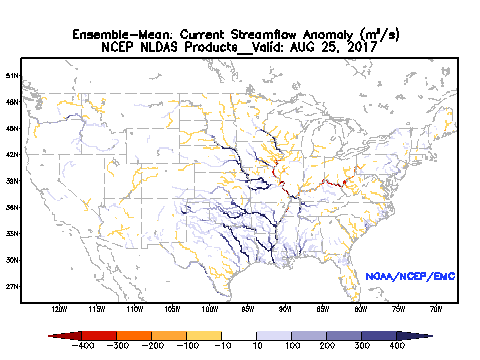 Ensemble-Mean: Current Streamflow Anomaly (m³/s)
NCEP NLDAS Products__Valid: AUG 25, 2017
51N
48N
45N
42N
39N
36N
33N
30N
27N
NOAA/NCEP/EMC
120W 115W 110W 105W 100W 95W 90W 85W 80W 75W 70W
-400 -300 -200 -100 -10 10 100 200 300 400